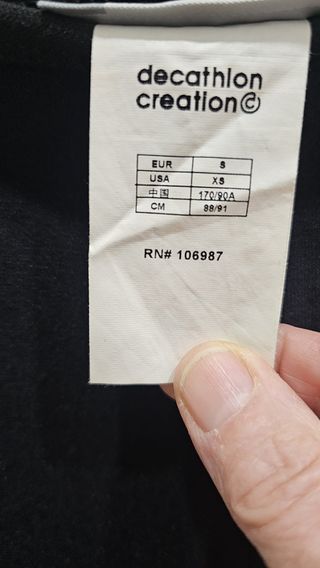 decathlon
creation©
EUR S
USA XS
中国 170/90A
CM 88/91
RN# 106987